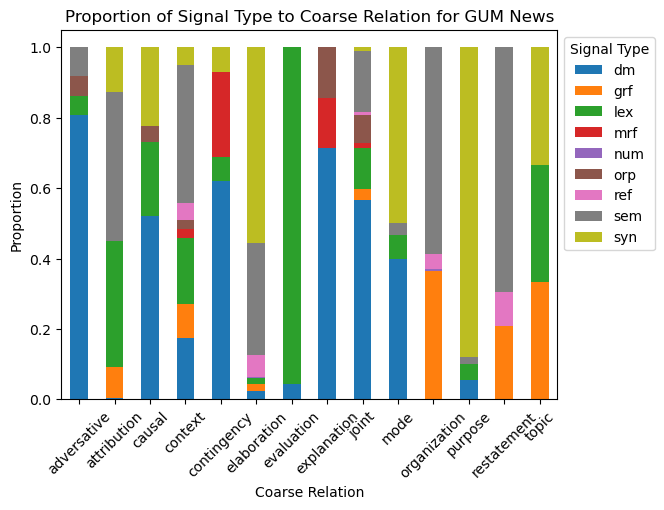 Proportion of Signal Type to Coarse Relation for GUM News
1.0
0.8
0.6
0.4
0.2
0.0
Proportion
adversative
attribution
causal
context
contingency
elaboration
evaluation
explanation
joint
mode
organization
purpose
restatement
topic
Coarse Relation
Signal Type
dm
grf
lex
mrf
num
orp
ref
sem
syn